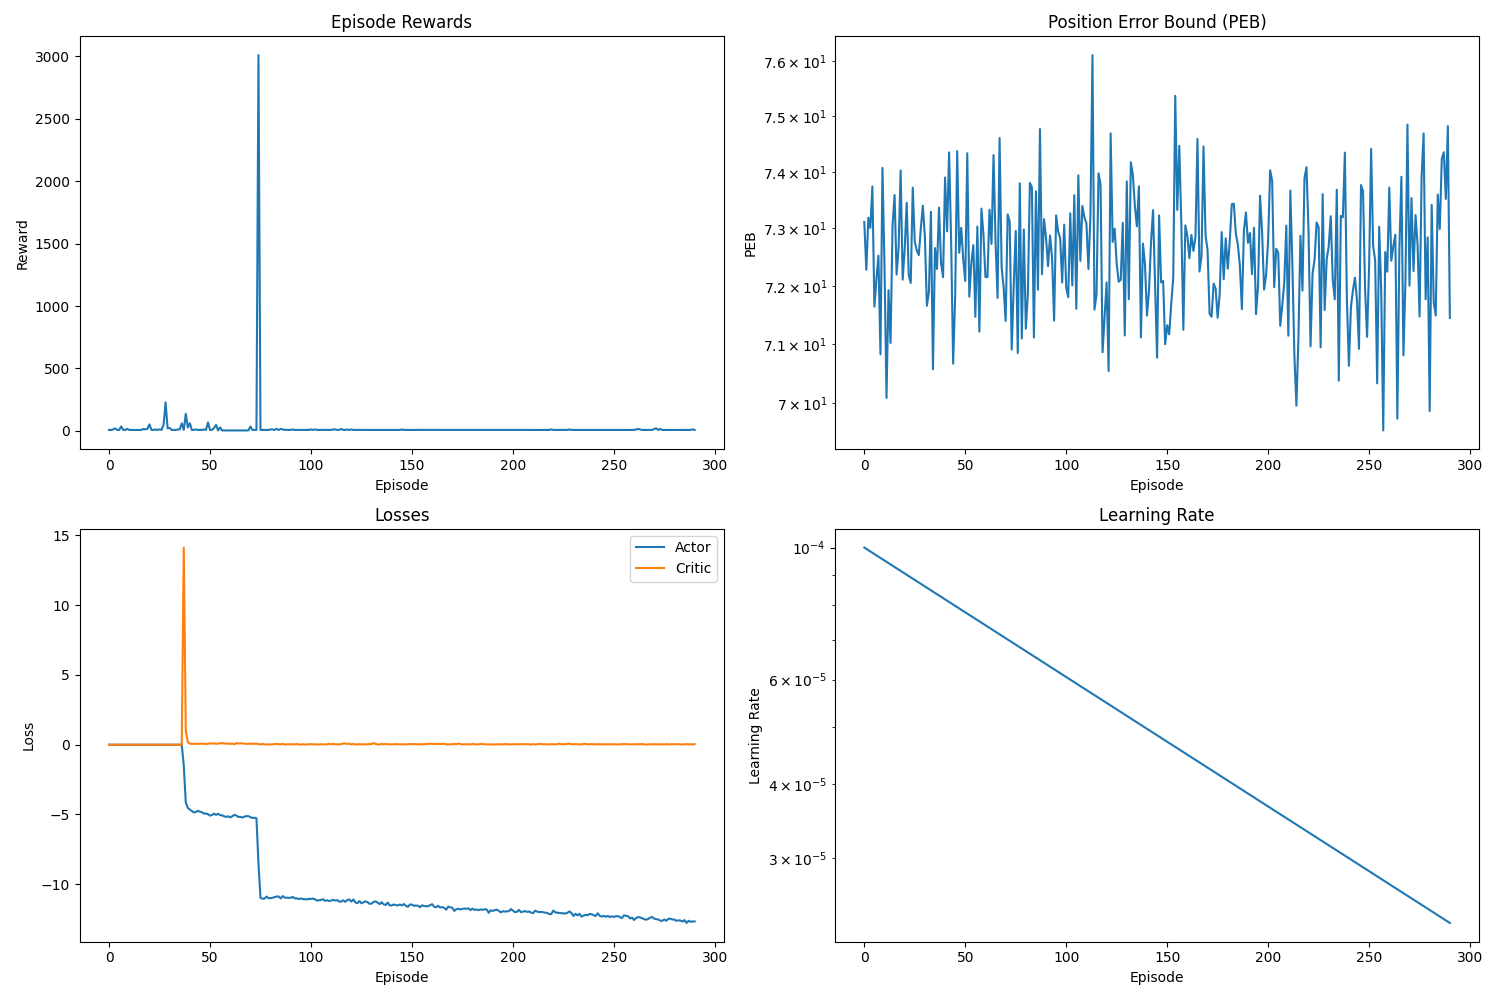 Episode Rewards
3000
2500
2000
1500
1000
500
0
Reward
0 50 100 150 200 250 300
Episode
Position Error Bound (PEB)
7.6 × 10¹
7.5 × 10¹
7.4 × 10¹
7.3 × 10¹
7.2 × 10¹
7.1 × 10¹
7 × 10¹
PEB
0 50 100 150 200 250 300
Episode
Losses
15
10
5
0
−5
−10
Loss
Actor
Critic
0 50 100 150 200 250 300
Episode
Learning Rate
10⁻⁴
6 × 10⁻⁵
4 × 10⁻⁵
3 × 10⁻⁵
Learning Rate
0 50 100 150 200 250 300
Episode